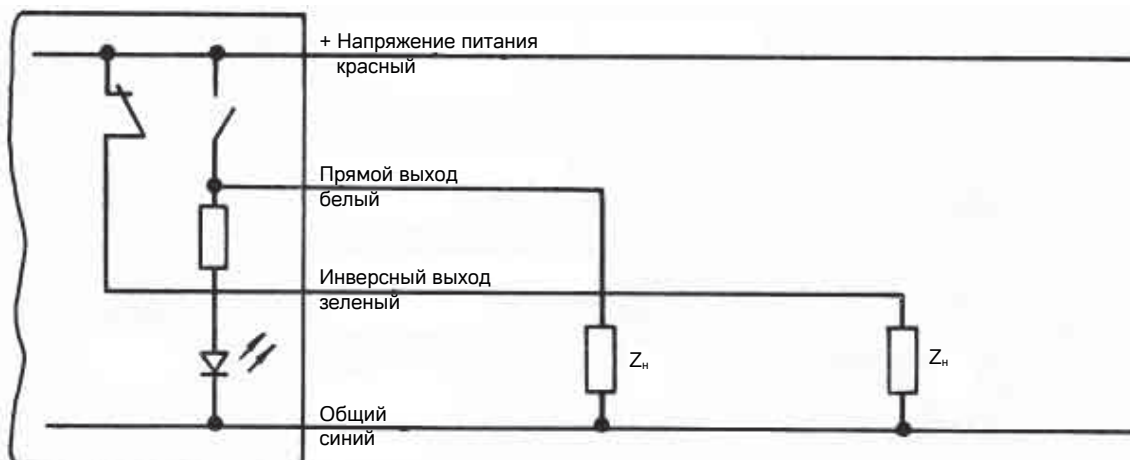 + Напряжение питания
красный
Прямой выход
белый
Инверсный выход
зеленый
Zн
Zн
Общий
синий